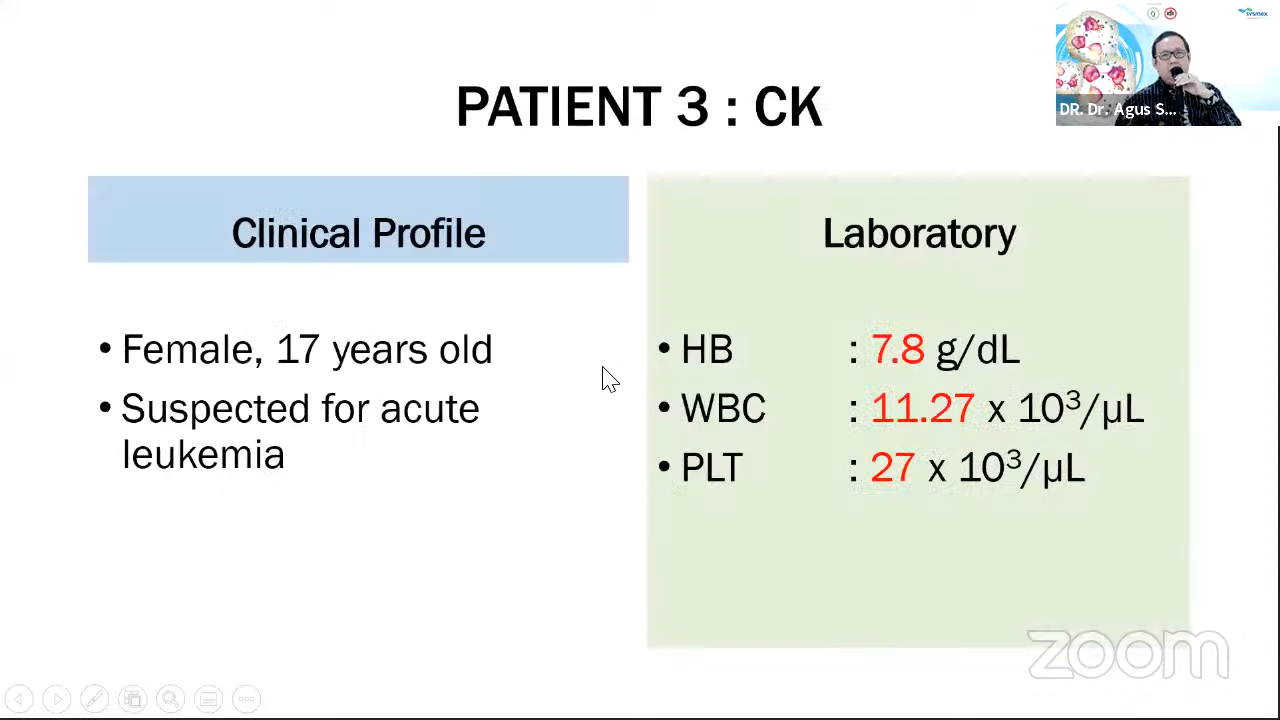 PATIENT 3 : CK
sysmex
DR. Dr. Agus S...
Clinical Profile
• Female, 17 years old
• Suspected for acute
leukemia
Laboratory
• HB : 7.8 g/dL
• WBC : 11.27 x 10³/µL
• PLT : 27 x 10³/µL
zoom